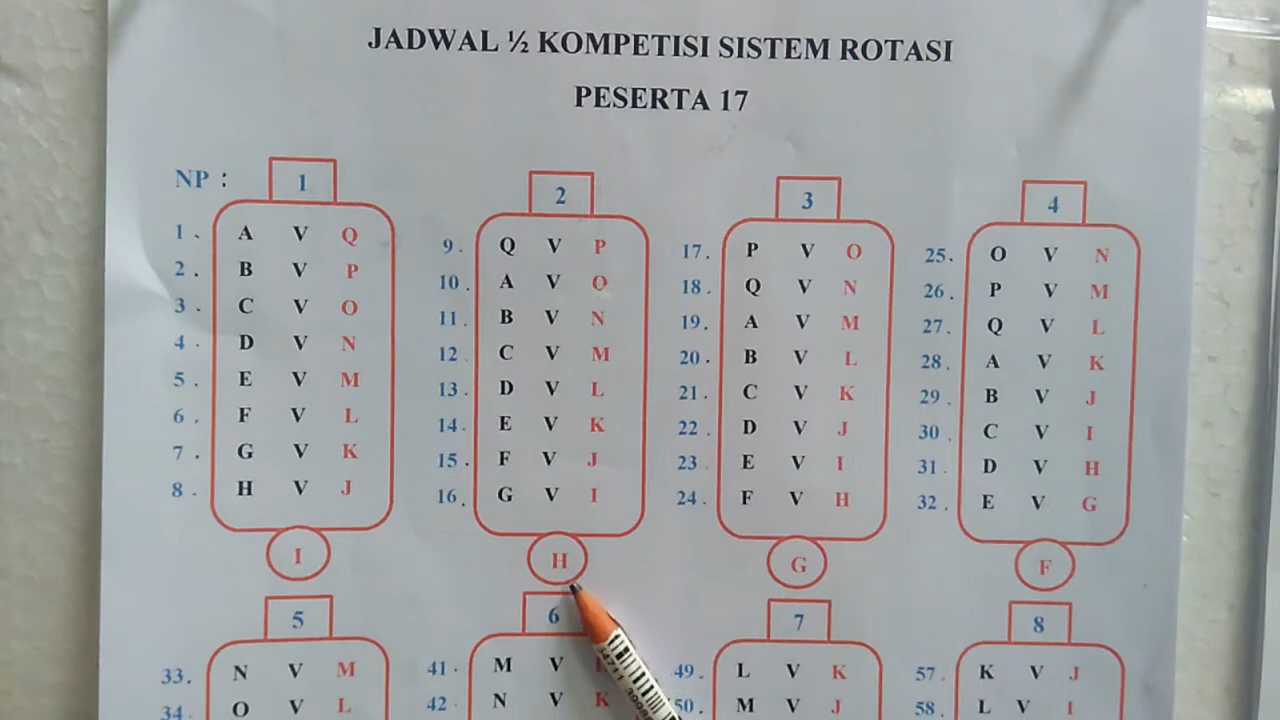 JADWAL ½ KOMPETISI SISTEM ROTASI
PESERTA 17
NP :
1
1 . A V Q
2 . B V P
3 . C V O
4 . D V N
5 . E V M
6 . F V L
7 . G V K
8 . H V J
I
2
9 . Q V P
10 . A V O
11 . B V N
12 . C V M
13 . D V L
14 . E V K
15 . F V J
16 . G V I
H
3
17. P V O
18 . Q V N
19 . A V M
20 . B V L
21 . C V K
22 . D V J
23 . E V I
24 . F V H
G
4
25. O V N
26 . P V M
27. Q V L
28 . A V K
29 . B V J
30 . C V I
31 . D V H
32 . E V G
F
5
33. N V M
34. O V L
6
41 . M V
42 . N V K
7
49. L V K
50. M V J
8
57 . K V J
58 . L V I